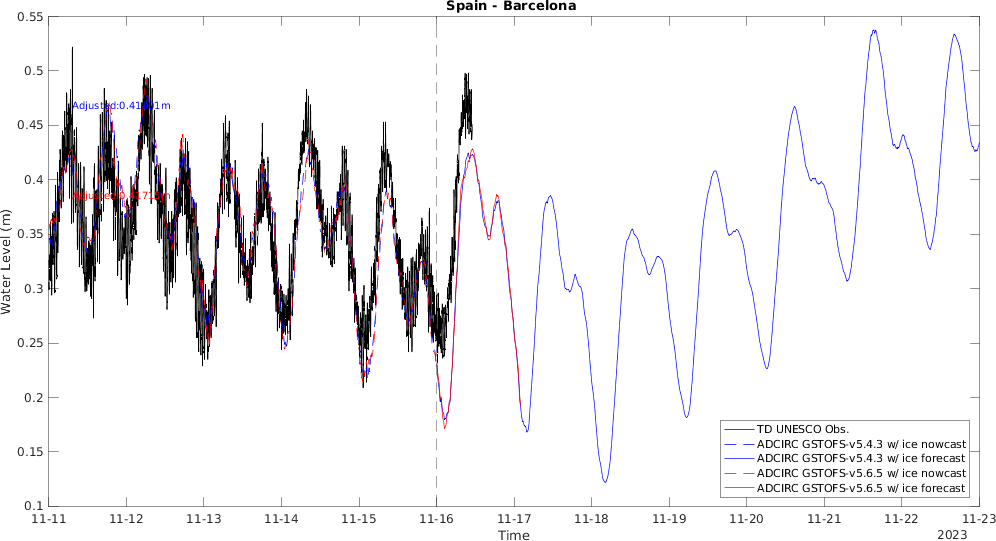 Spain - Barcelona
0.55
0.5
0.45
0.4
0.35
0.3
0.25
0.2
0.15
0.1
Water Level (m)
11-11 11-12 11-13 11-14 11-15 11-16 11-17 11-18 11-19 11-20 11-21 11-22 11-23
Time
2023
TD UNESCO Obs.
ADCIRC GSTOFS-v5.4.3 w/ ice nowcast
ADCIRC GSTOFS-v5.4.3 w/ ice forecast
ADCIRC GSTOFS-v5.6.5 w/ ice nowcast
ADCIRC GSTOFS-v5.6.5 w/ ice forecast